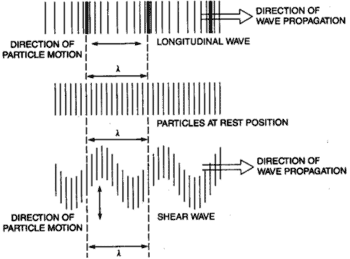 DIRECTION OF
WAVE PROPAGATION
DIRECTION OF
PARTICLE MOTION
LONGITUDINAL WAVE
λ
PARTICLES AT REST POSITION
λ
DIRECTION OF
WAVE PROPAGATION
DIRECTION OF
PARTICLE MOTION
SHEAR WAVE
λ